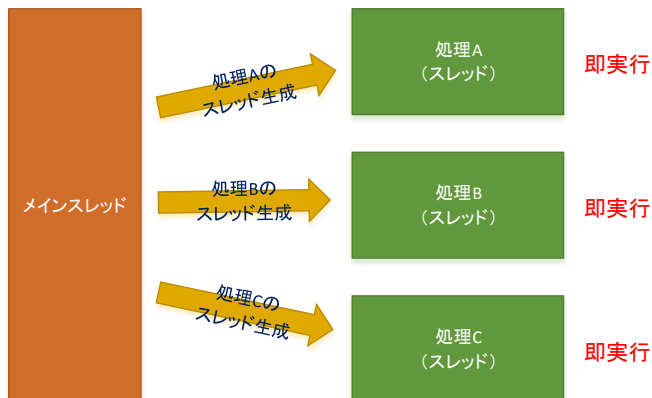 メインスレッド
処理Aの
スレッド生成
処理A
（スレッド）
即実行
処理Bの
スレッド生成
処理B
（スレッド）
即実行
処理Cの
スレッド生成
処理C
（スレッド）
即実行